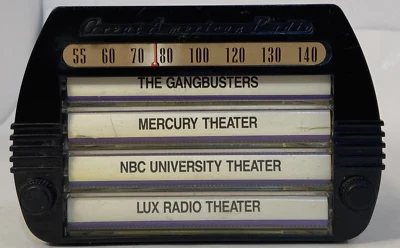 Great American Radio
55 60 70 80 100 120 130 140
THE GANGBUSTERS
MERCURY THEATER
NBC UNIVERSITY THEATER
LUX RADIO THEATER